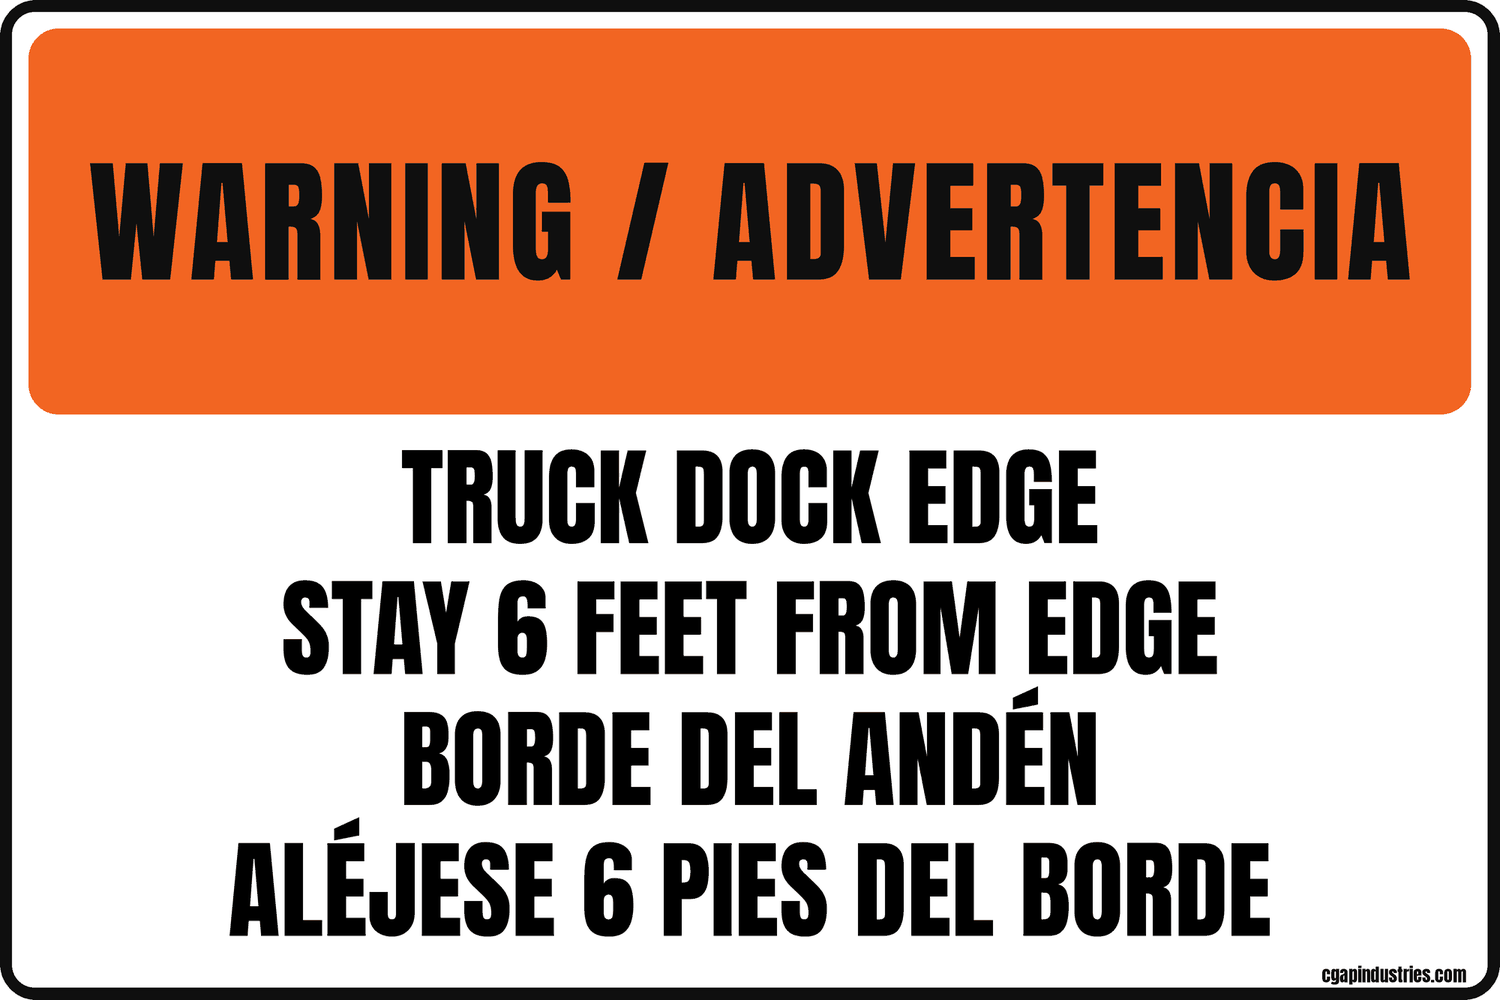 WARNING / ADVERTENCIA
TRUCK DOCK EDGE
STAY 6 FEET FROM EDGE
BORDE DEL ANDÉN
ALÉJESE 6 PIES DEL BORDE
cgapindustries.com